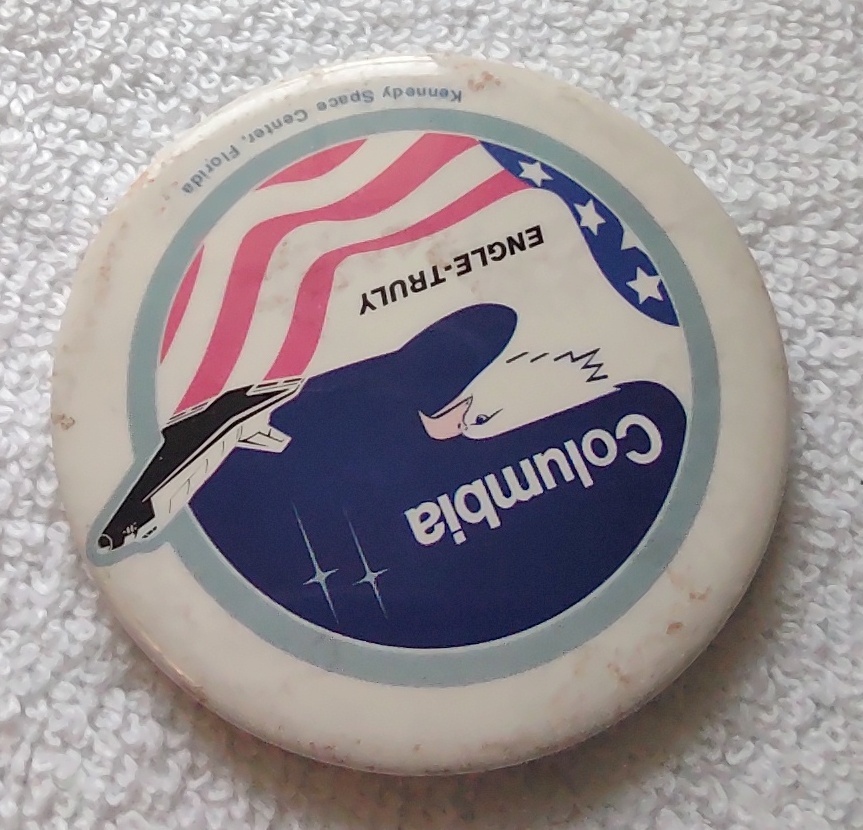 Columbia
ENGLE-TRULY
Kennedy Space Center, Florida